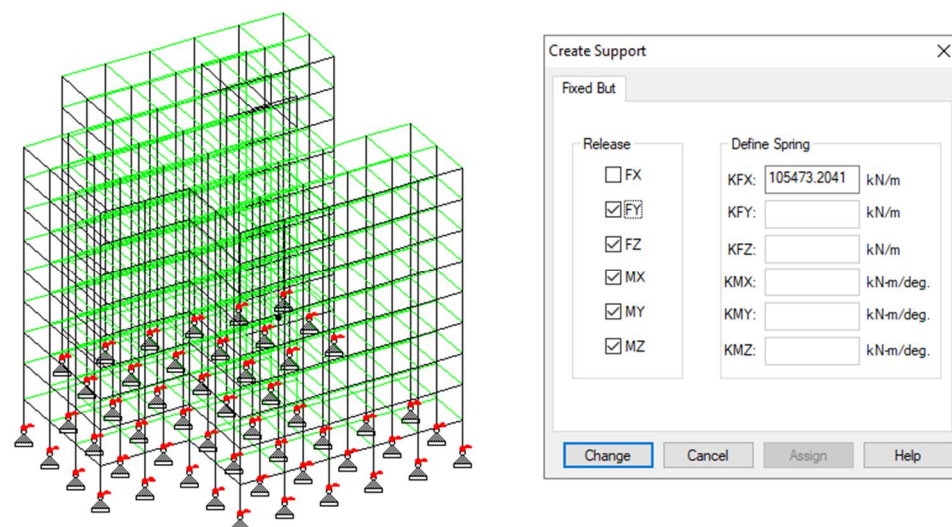 Create Support
Fixed But
Release
FX
FY
FZ
MX
MY
MZ
Define Spring
KFX: 105473.2041 kN/m
KFY: kN/m
KFZ: kN/m
KMX: kN-m/deg.
KMY: kN-m/deg.
KMZ: kN-m/deg.
Change Cancel Assign Help